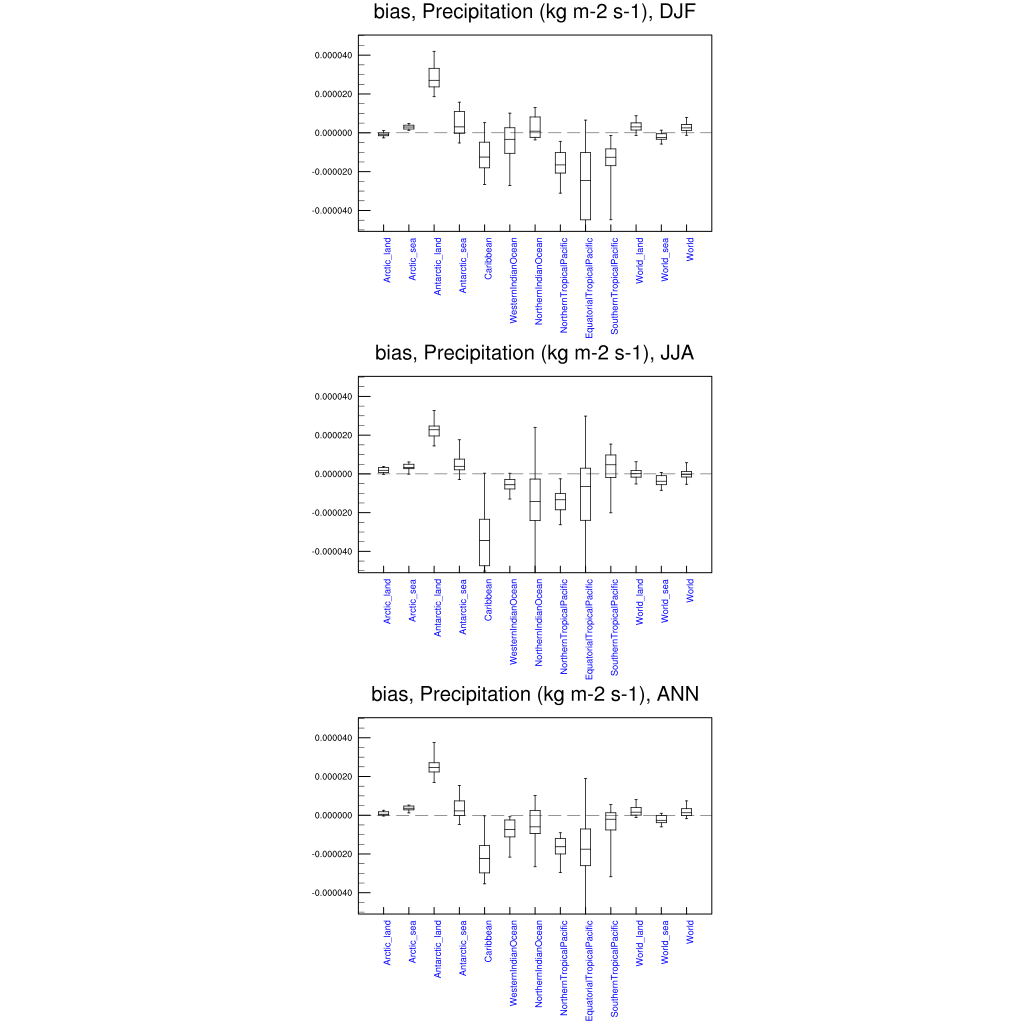 bias, Precipitation (kg m-2 s-1), DJF
0.000040
0.000020
0.000000
-0.000020
-0.000040
Arctic_land
Arctic_sea
Antarctic_land
Antarctic_sea
Caribbean
WesternIndianOcean
NorthernIndianOcean
NorthernTropicalPacific
EquatorialTropicalPacific
SouthernTropicalPacific
World_land
World_sea
World
bias, Precipitation (kg m-2 s-1), JJA
0.000040
0.000020
0.000000
-0.000020
-0.000040
Arctic_land
Arctic_sea
Antarctic_land
Antarctic_sea
Caribbean
WesternIndianOcean
NorthernIndianOcean
NorthernTropicalPacific
EquatorialTropicalPacific
SouthernTropicalPacific
World_land
World_sea
World
bias, Precipitation (kg m-2 s-1), ANN
0.000040
0.000020
0.000000
-0.000020
-0.000040
Arctic_land
Arctic_sea
Antarctic_land
Antarctic_sea
Caribbean
WesternIndianOcean
NorthernIndianOcean
NorthernTropicalPacific
EquatorialTropicalPacific
SouthernTropicalPacific
World_land
World_sea
World